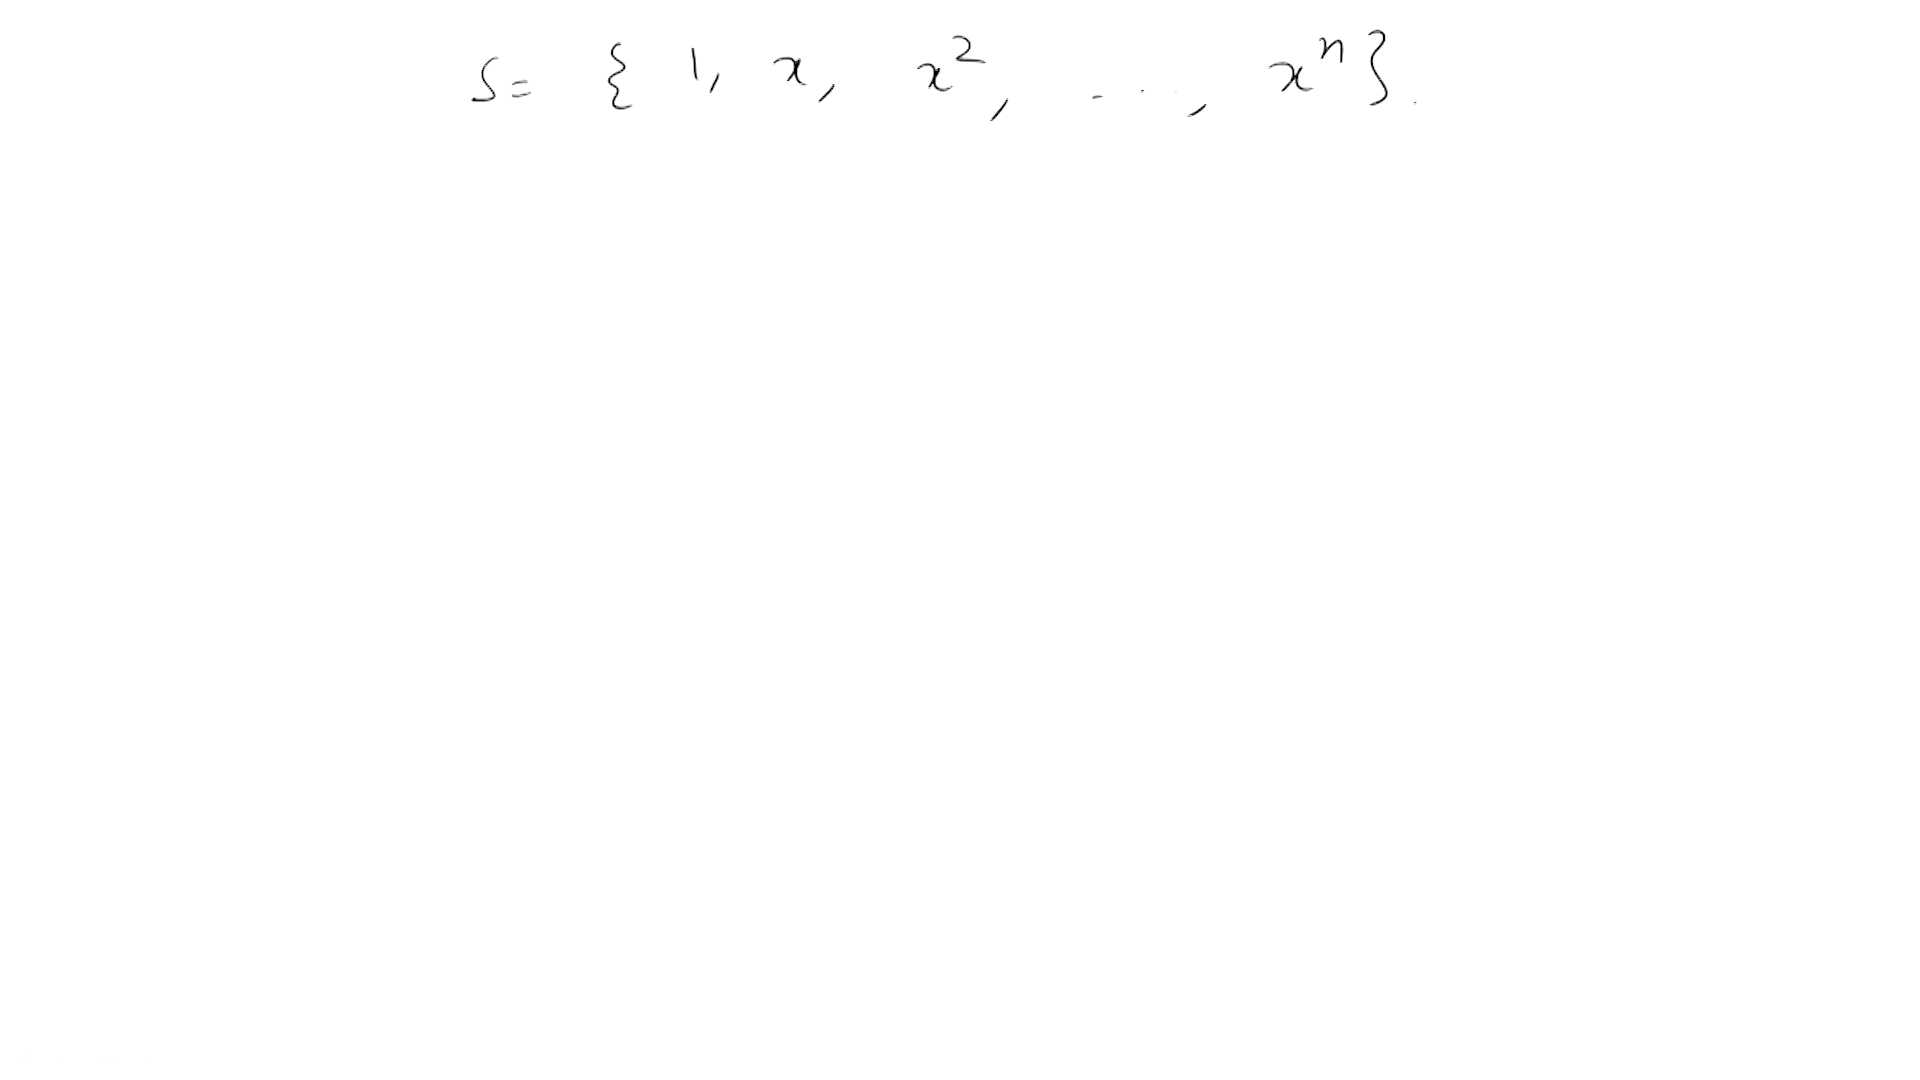 S = { 1, x, x², ..., xⁿ}.